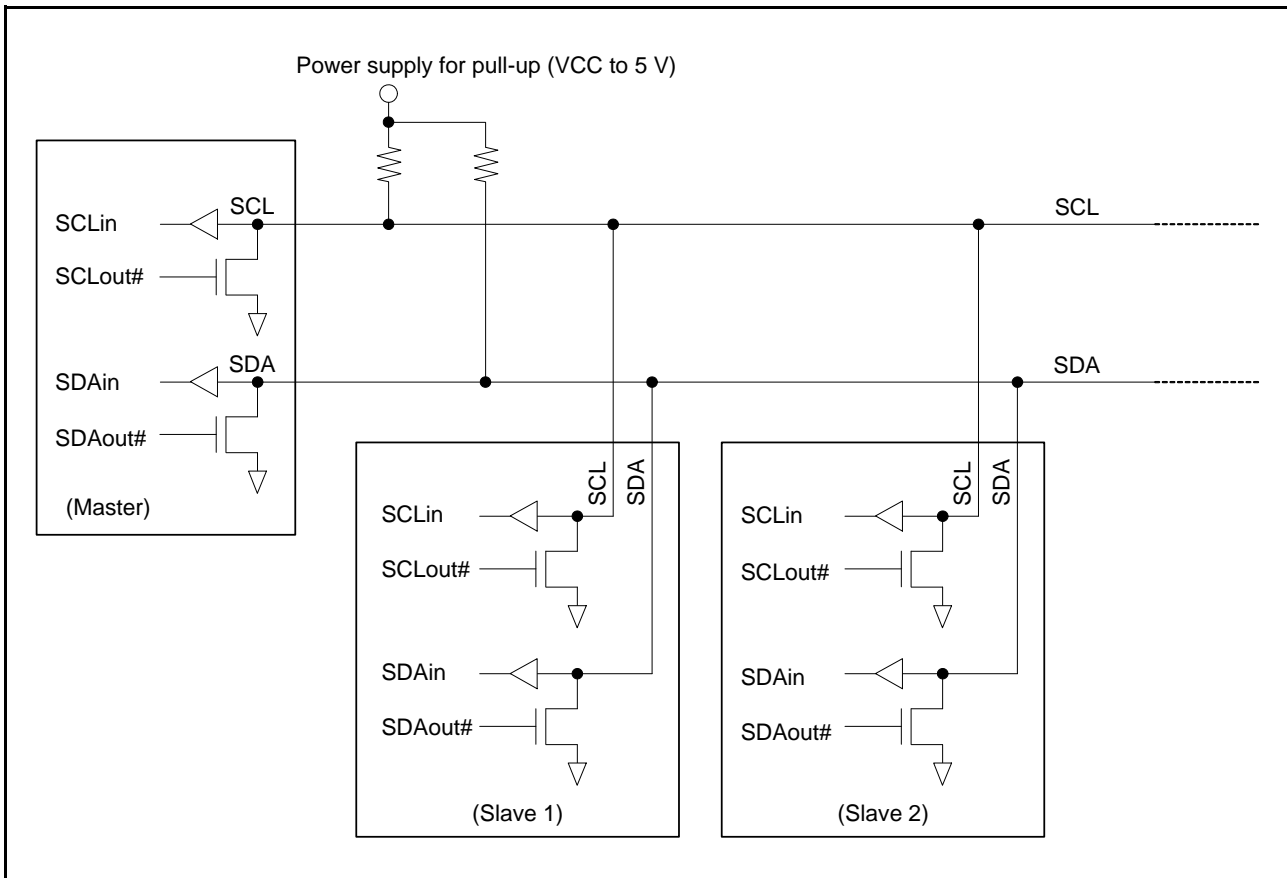 Power supply for pull-up (VCC to 5 V)
SCL
SCLin
SCLout#
SDA
SDAin
SDAout#
(Master)
SCL
SDA
SCL
SDA
SCLin
SCLout#
SDAin
SDAout#
(Slave 1)
SCL
SDA
SCLin
SCLout#
SDAin
SDAout#
(Slave 2)